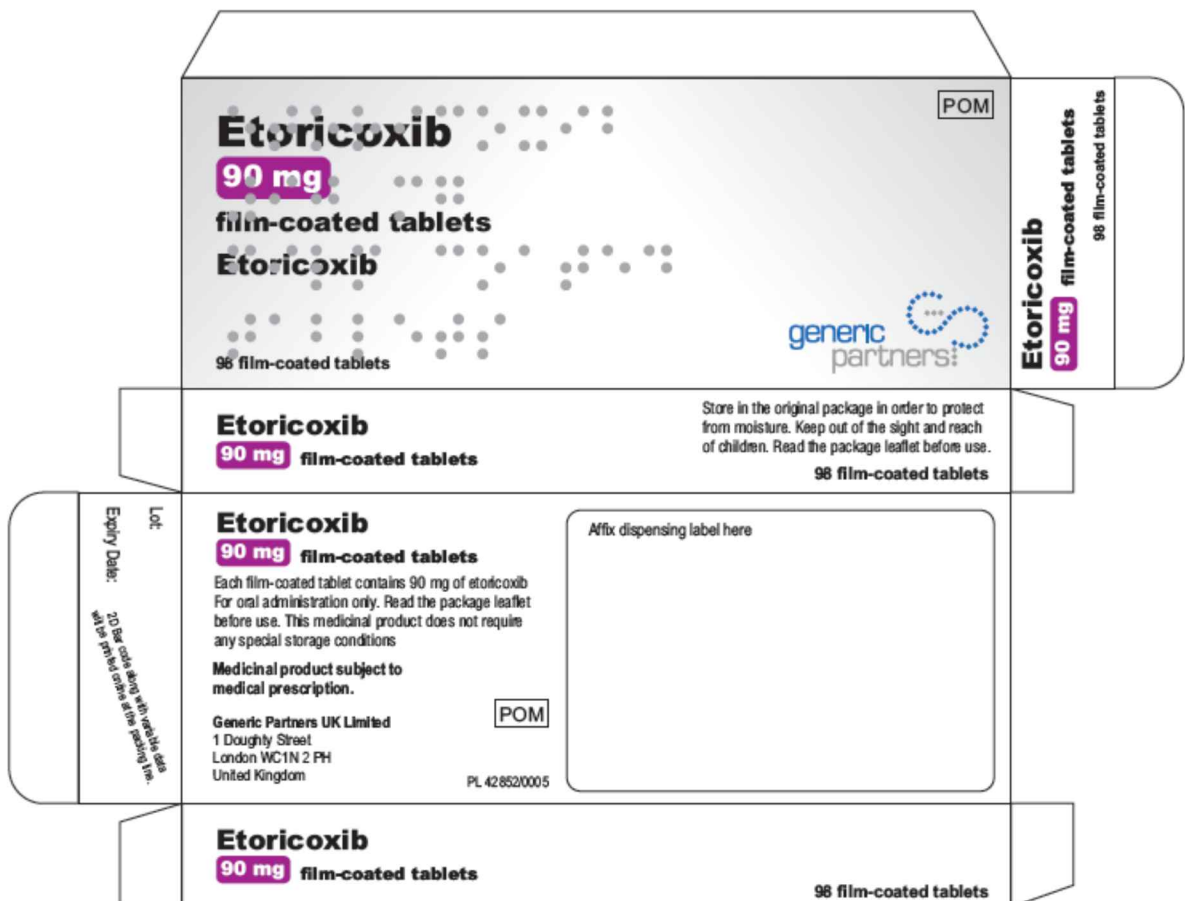 POM
Etoricoxib
90 mg
film-coated tablets
Etoricoxib
98 film-coated tablets
generic
partners
Etoricoxib
90 mg film-coated tablets
98 film-coated tablets
Etoricoxib
90 mg film-coated tablets
Store in the original package in order to protect
from moisture. Keep out of the sight and reach
of children. Read the package leaflet before use.
98 film-coated tablets
Lot:
Expiry Date:
2D Bar code along with variable data
will be printed online at the packing line.
Etoricoxib
90 mg film-coated tablets
Each film-coated tablet contains 90 mg of etoricoxib
For oral administration only. Read the package leaflet
before use. This medicinal product does not require
any special storage conditions
Medicinal product subject to
medical prescription.
POM
Generic Partners UK Limited
1 Doughty Street
London WC1N 2 PH
United Kingdom
PL 42852/0005
Affix dispensing label here
Etoricoxib
90 mg film-coated tablets
98 film-coated tablets